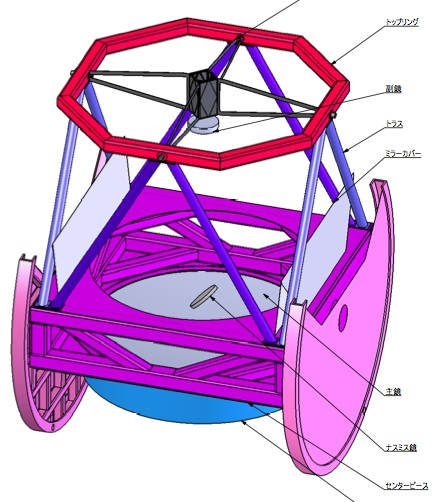 トップリング
副鏡
トラス
ミラーカバー
主鏡
ナスミス鏡
センターピース